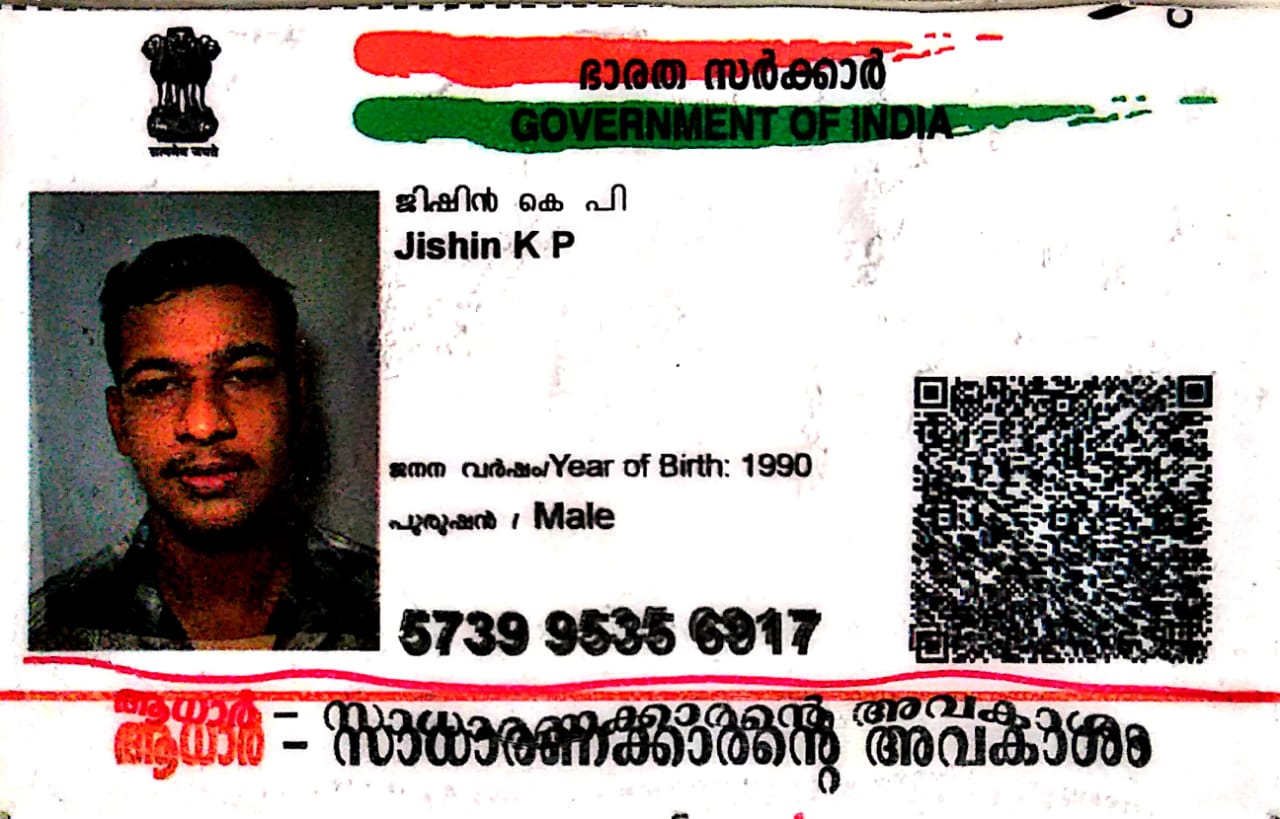 ഭാരത സർക്കാർ
GOVERNMENT OF INDIA
सत्यमेव जयते
ജിഷിൻ കെ പി
Jishin K P
ജനന വർഷം/Year of Birth: 1990
പുരുഷൻ / Male
5739 9535 6917
ആധാർ – സാധാരണക്കാരന്റെ അവകാശം
ആധാർ – സാധാരണക്കാരന്റെ അവകാശം